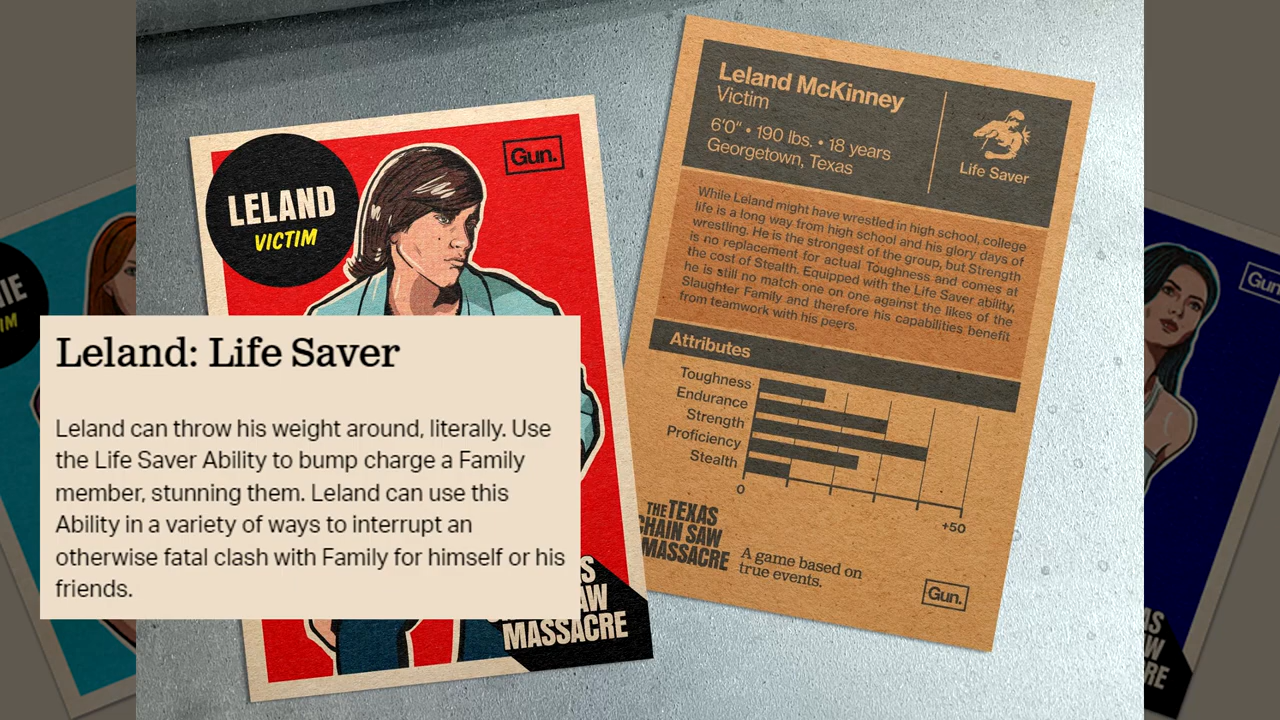 LELAND
VICTIM
Gun.
Leland: Life Saver
Leland can throw his weight around, literally. Use
the Life Saver Ability to bump charge a Family
member, stunning them. Leland can use this
Ability in a variety of ways to interrupt an
otherwise fatal clash with Family for himself or his
friends.
MASSACRE
Leland McKinney
Victim
6'0" • 190 lbs. • 18 years
Georgetown, Texas
Life Saver
While Leland might have wrestled in high school, college
life is a long way from high school and his glory days of
wrestling. He is the strongest of the group, but Strength
is no replacement for actual Toughness and comes at
the cost of Stealth. Equipped with the Life Saver ability,
he is still no match one on one against the likes of the
Slaughter Family and therefore his capabilities benefit
from teamwork with his peers.
Attributes
Toughness
Endurance
Strength
Proficiency
Stealth
0
+50
THE TEXAS
CHAIN SAW
MASSACRE
A game based on
true events.
Gun.